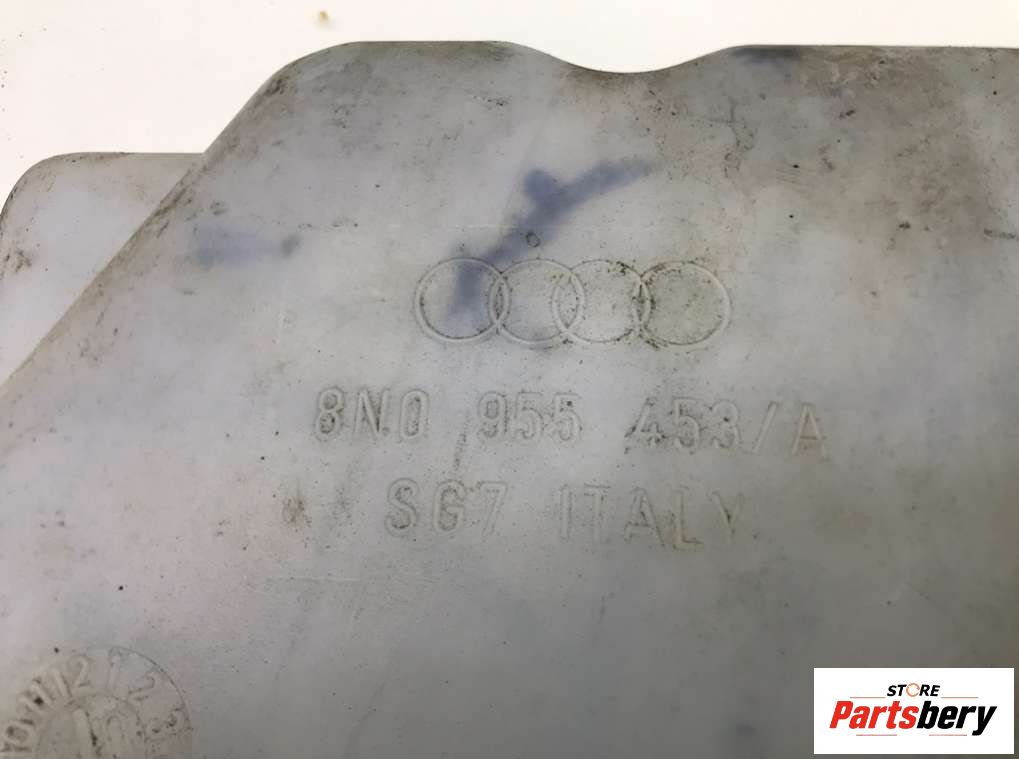 8N0 955 453/A
SG7 ITALY
STORE
Partsbery